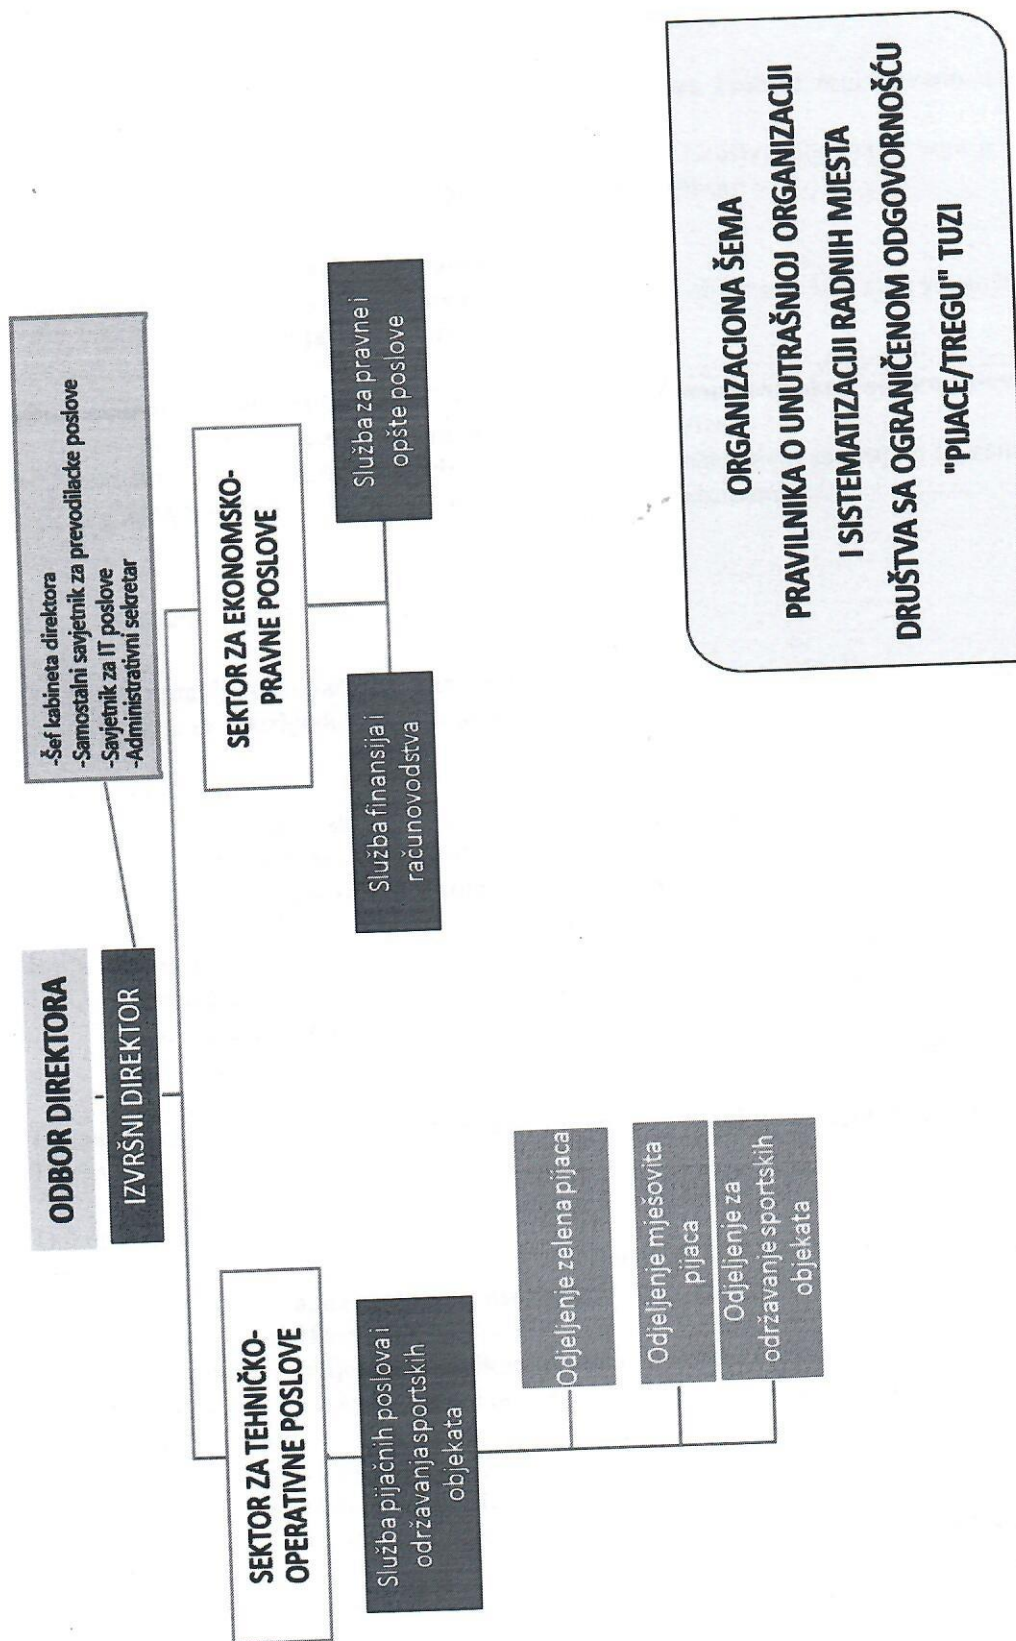 ODBOR DIREKTORA
IZVRŠNI DIREKTOR
-Šef kabineta direktora
-Samostalni savjetnik za prevodilacke poslove
-Savjetnik za IT poslove
-Administrativni sekretar
SEKTOR ZA TEHNIČKO-
OPERATIVNE POSLOVE
SEKTOR ZA EKONOMSKO-
PRAVNE POSLOVE
Služba pijačnih poslova i
održavanja sportskih
objekata
Služba finansija i
računovodstva
Služba za pravne i
opšte poslove
Odjeljenje zelena pijaca
Odjeljenje mješovita
pijaca
Odjeljenje za
održavanje sportskih
objekata
ORGANIZACIONA ŠEMA
PRAVILNIKA O UNUTRAŠNJOJ ORGANIZACIJI
I SISTEMATIZACIJI RADNIH MJESTA
DRUŠTVA SA OGRANIČENOM ODGOVORNOŠĆU
"PIJACE/TREGU" TUZI